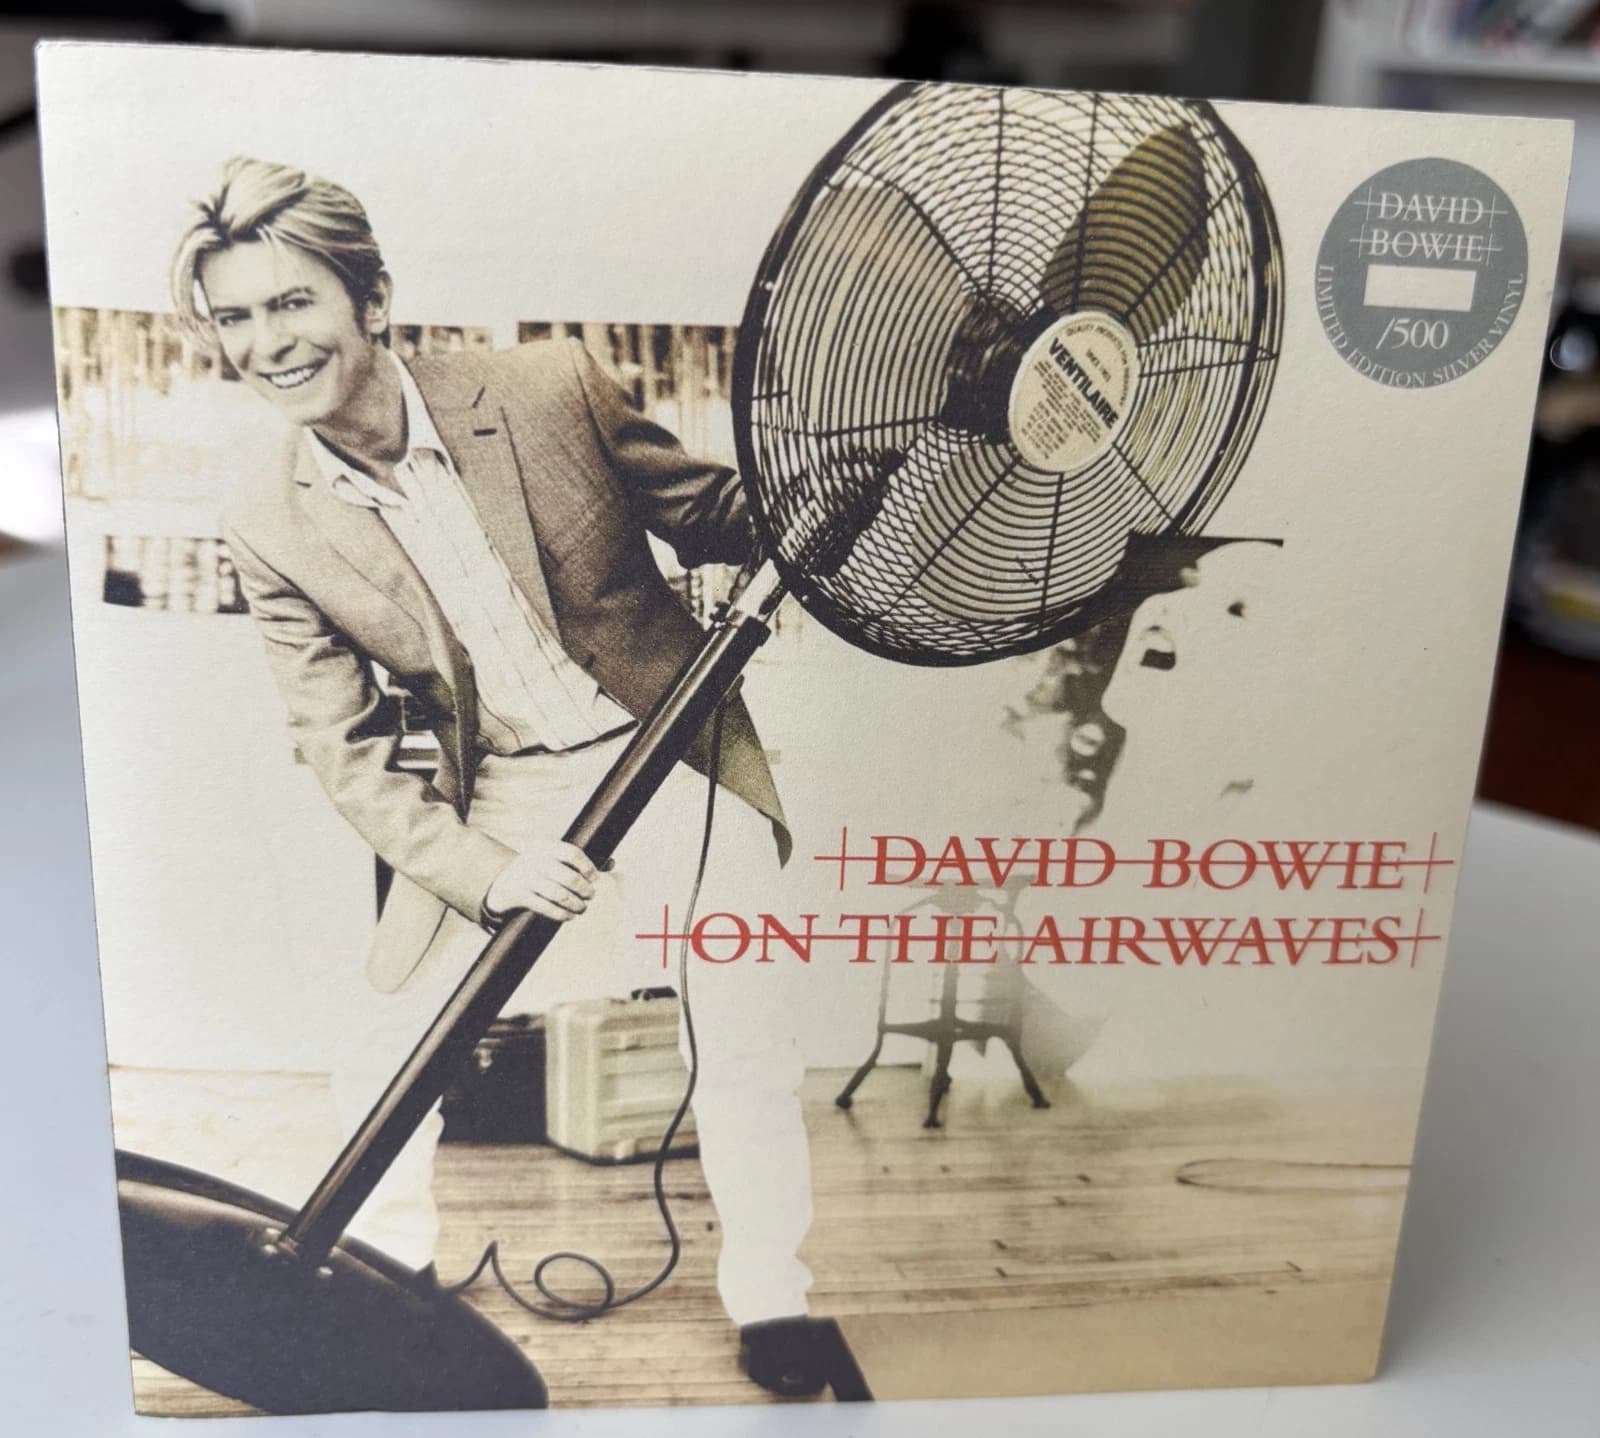 DAVID
BOWIE
/500
LIMITED EDITION SILVER VINYL
VENTILAIRE
DAVID BOWIE
ON THE AIRWAVES